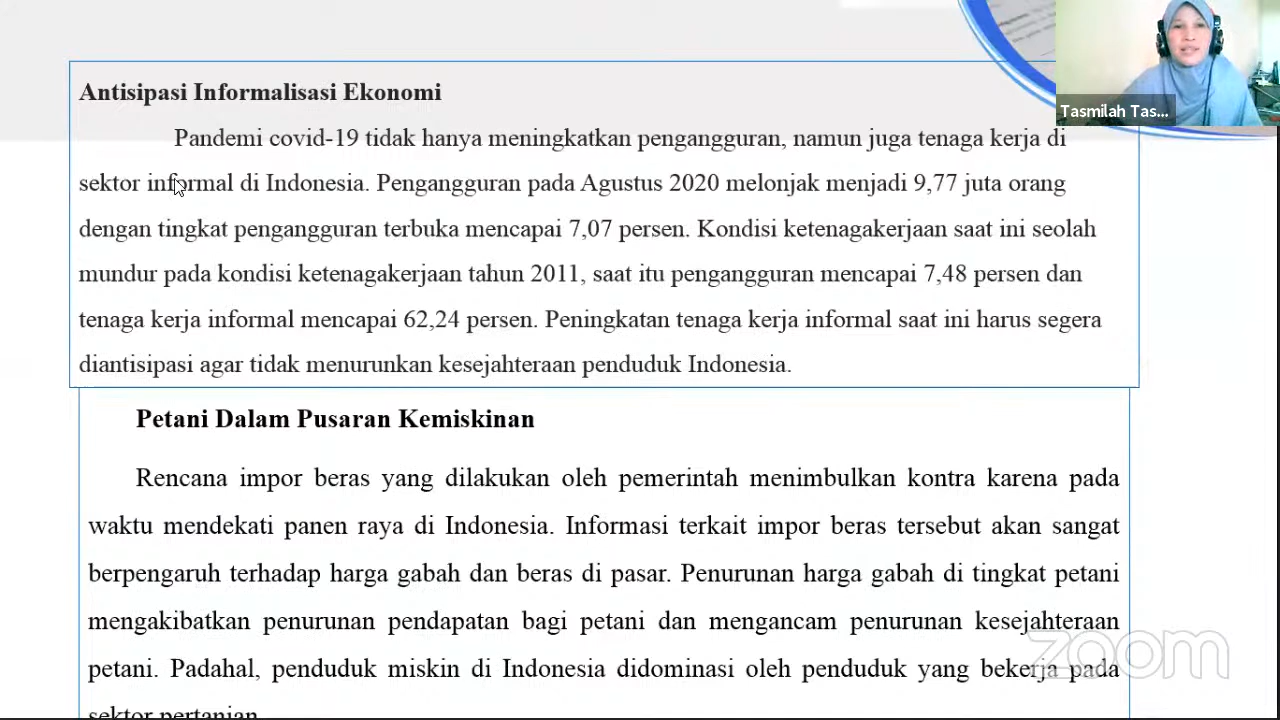 Tasmilah Tas...
Antisipasi Informalisasi Ekonomi
Pandemi covid-19 tidak hanya meningkatkan pengangguran, namun juga tenaga kerja di
sektor informal di Indonesia. Pengangguran pada Agustus 2020 melonjak menjadi 9,77 juta orang
dengan tingkat pengangguran terbuka mencapai 7,07 persen. Kondisi ketenagakerjaan saat ini seolah
mundur pada kondisi ketenagakerjaan tahun 2011, saat itu pengangguran mencapai 7,48 persen dan
tenaga kerja informal mencapai 62,24 persen. Peningkatan tenaga kerja informal saat ini harus segera
diantisipasi agar tidak menurunkan kesejahteraan penduduk Indonesia.
Petani Dalam Pusaran Kemiskinan
Rencana impor beras yang dilakukan oleh pemerintah menimbulkan kontra karena pada
waktu mendekati panen raya di Indonesia. Informasi terkait impor beras tersebut akan sangat
berpengaruh terhadap harga gabah dan beras di pasar. Penurunan harga gabah di tingkat petani
mengakibatkan penurunan pendapatan bagi petani dan mengancam penurunan kesejahteraan
petani. Padahal, penduduk miskin di Indonesia didominasi oleh penduduk yang bekerja pada
sektor pertanian.
zoom